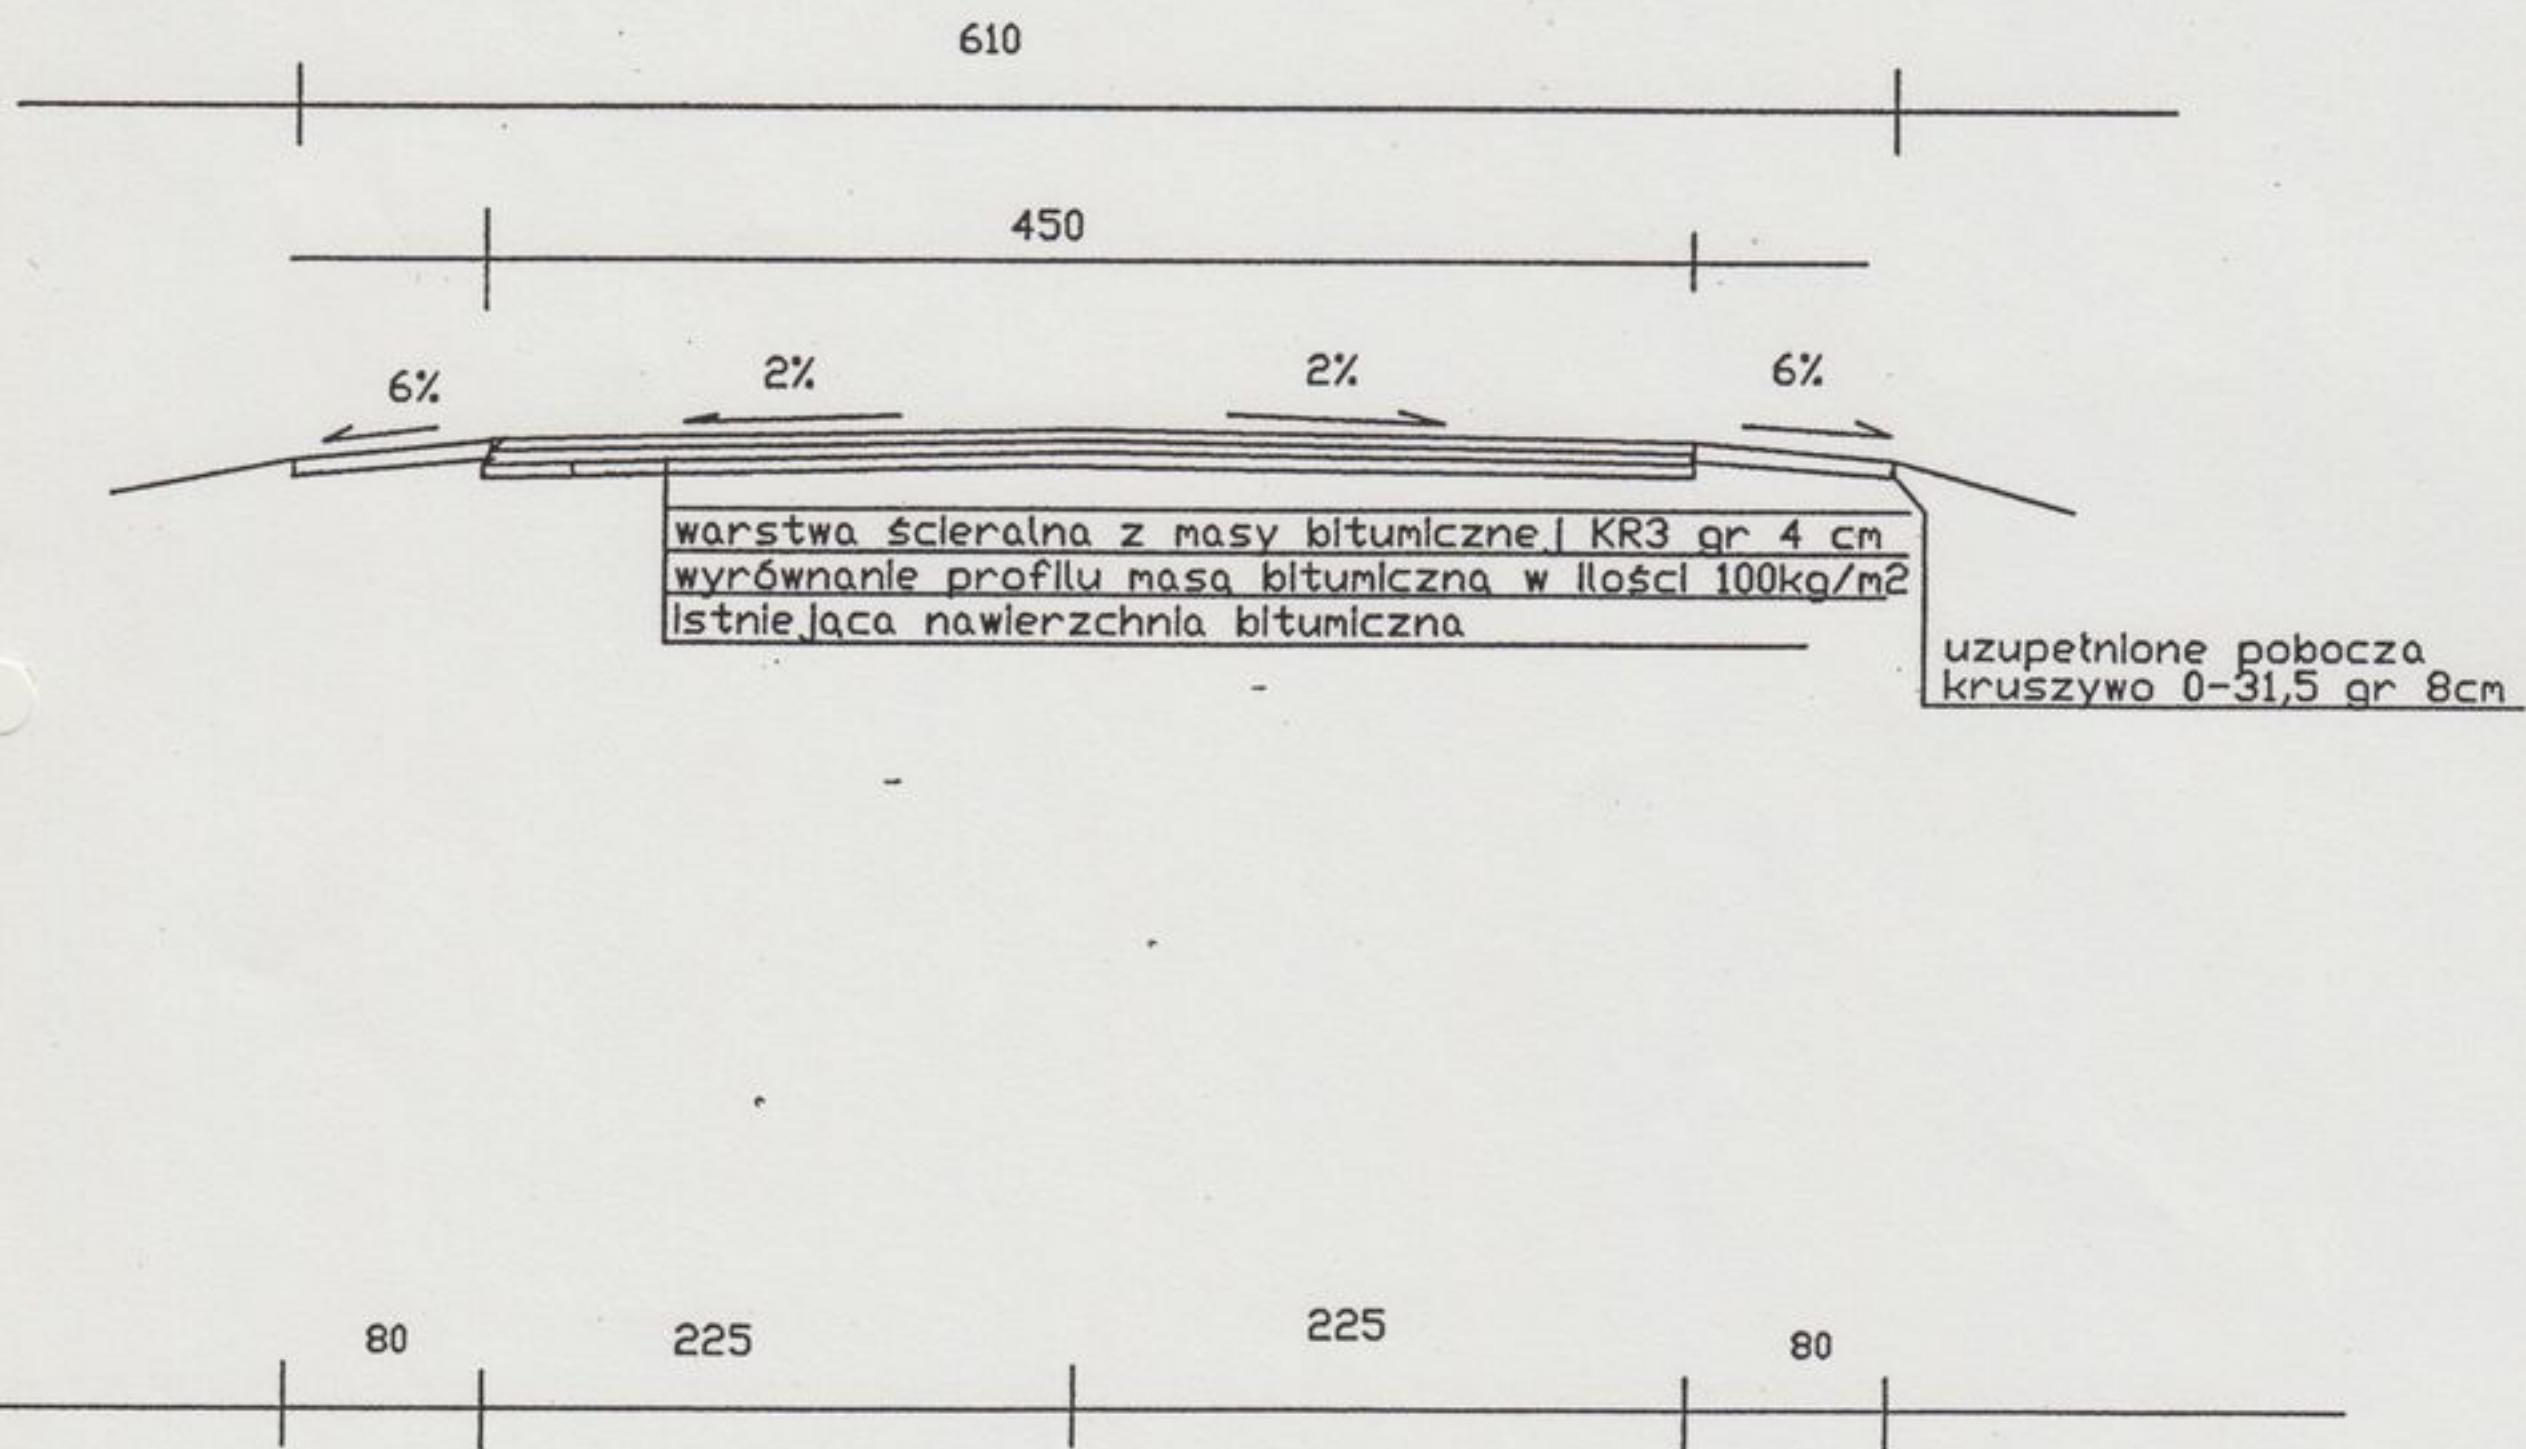 610
450
6% 2% 2% 6%
warstwa ścieralna z masy bitumicznej KR3 gr 4 cm
wyrównanie profilu masą bitumiczną w ilości 100kg/m2
istniejąca nawierzchnia bitumiczna
uzupełnione pobocza
kruszywo 0-31,5 gr 8cm
80 225 225 80